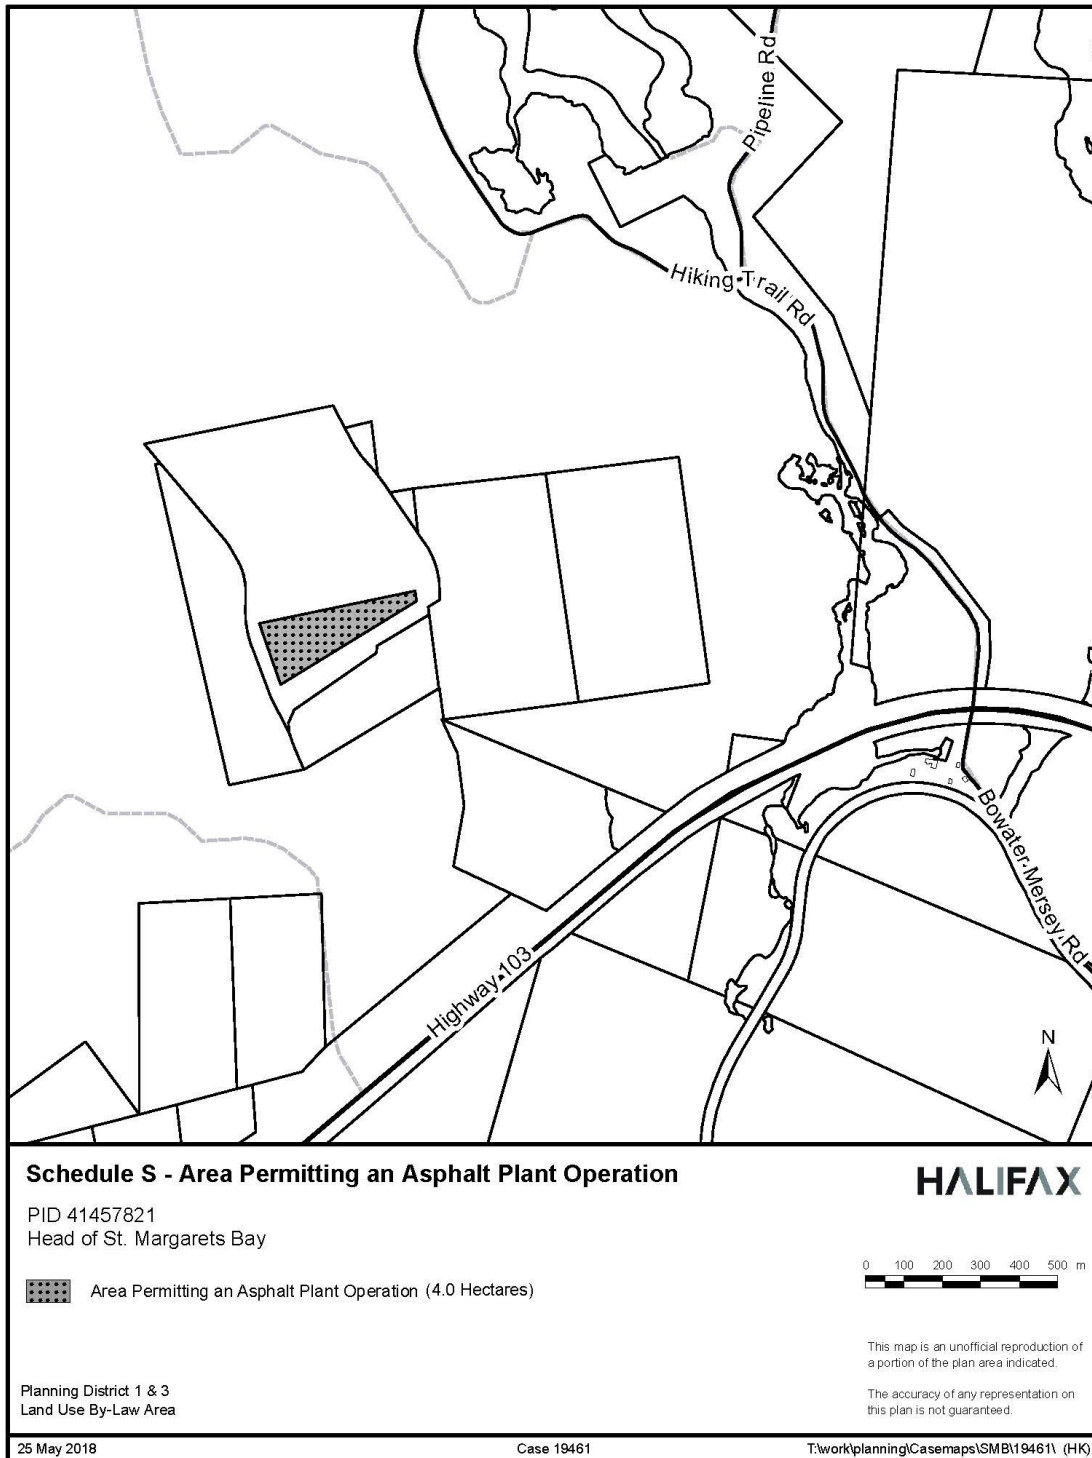 Pipeline Rd
Hiking Trail Rd
Bowater Mersey Rd
Highway 103
N
Schedule S - Area Permitting an Asphalt Plant Operation
HALIFAX
PID 41457821
Head of St. Margarets Bay
Area Permitting an Asphalt Plant Operation (4.0 Hectares)
0 100 200 300 400 500 m
This map is an unofficial reproduction of
a portion of the plan area indicated.
The accuracy of any representation on
this plan is not guaranteed.
Planning District 1 & 3
Land Use By-Law Area
25 May 2018
Case 19461
T:\work\planning\Casemaps\SMB\19461\ (HK)